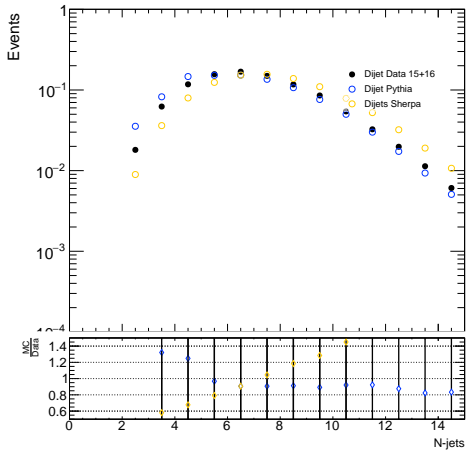 Events
1
10−1
10−2
10−3
10−4
Dijet Data 15+16
Dijet Pythia
Dijets Sherpa
MC
Data
1.4
1.2
1
0.8
0.6
0 2 4 6 8 10 12 14
N-jets